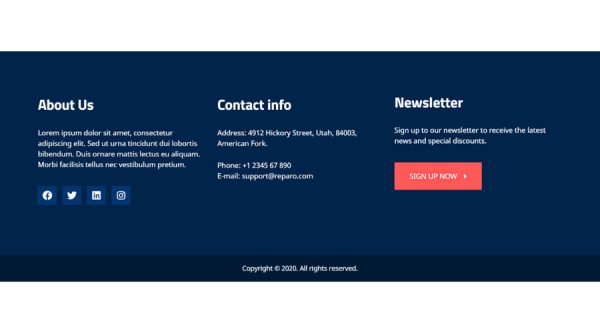 About Us
Lorem ipsum dolor sit amet, consectetur
adipiscing elit. Sed ut urna tincidunt dui lobortis
bibendum. Duis ornare mattis lectus eu aliquam.
Morbi facilisis tellus nec vestibulum pretium.
Contact info
Address: 4912 Hickory Street, Utah, 84003,
American Fork.
Phone: +1 2345 67 890
E-mail: support@reparo.com
Newsletter
Sign up to our newsletter to receive the latest
news and special discounts.
SIGN UP NOW
Copyright © 2020. All rights reserved.